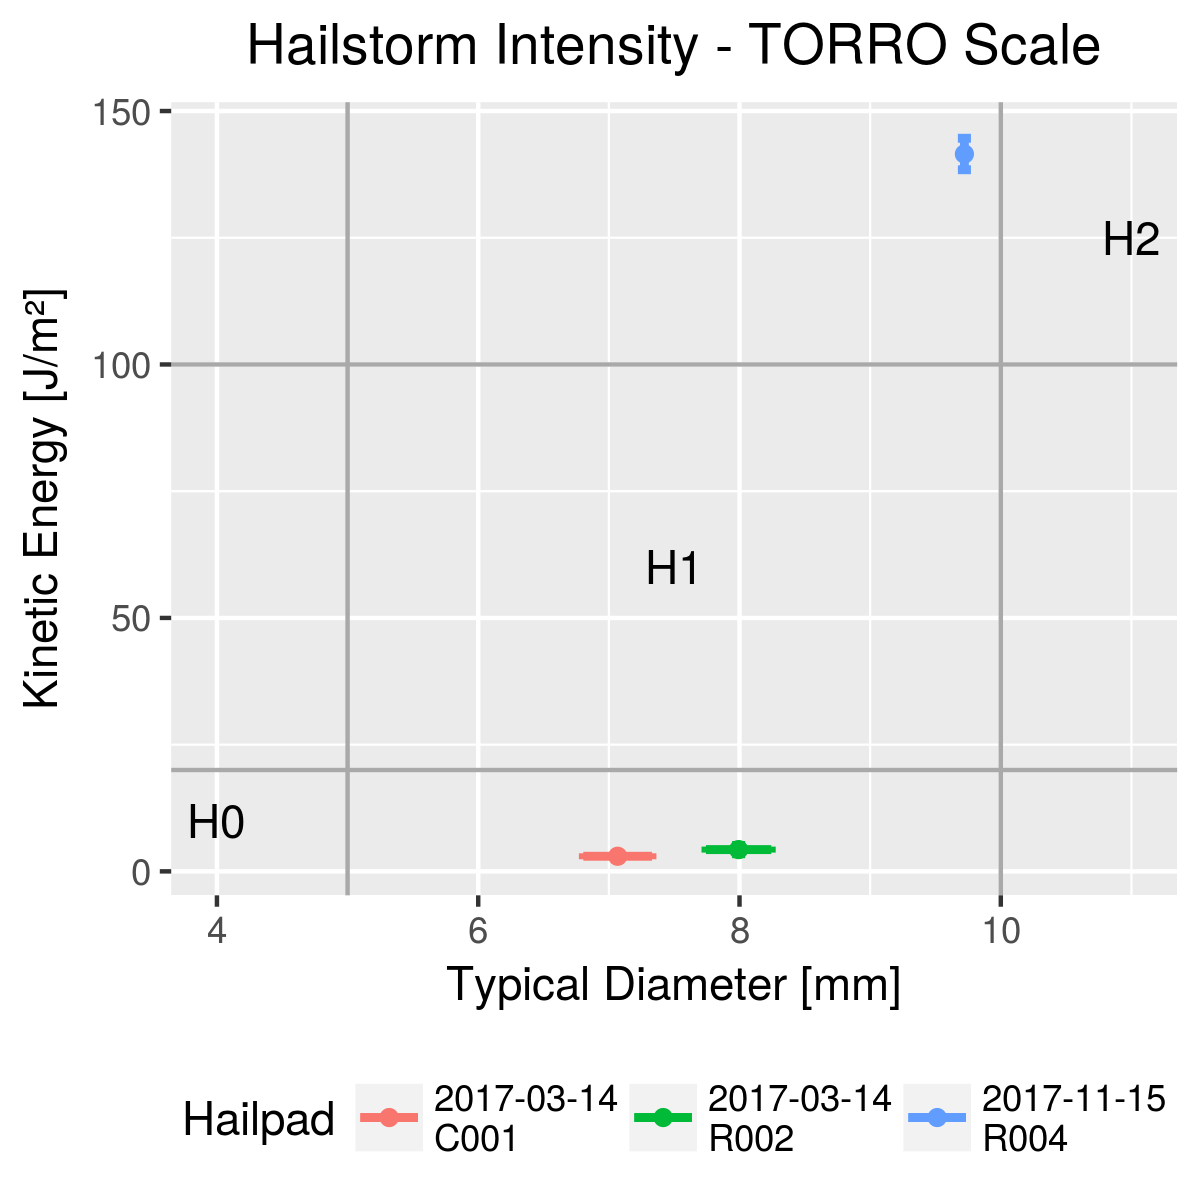 Hailstorm Intensity - TORRO Scale
150
H2
100
Kinetic Energy [J/m²]
H1
50
H0
0
4 6 8 10
Typical Diameter [mm]
Hailpad
2017-03-14
C001
2017-03-14
R002
2017-11-15
R004